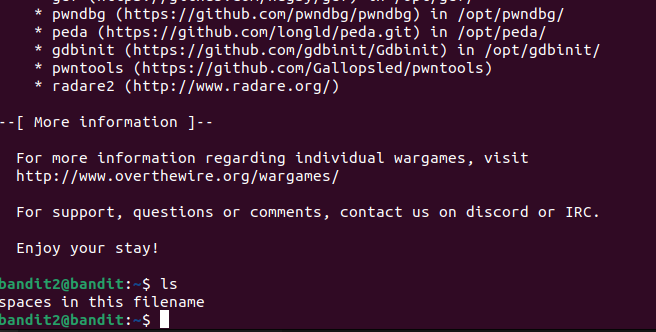 * pwndbg (https://github.com/pwndbg/pwndbg) in /opt/pwndbg/
* peda (https://github.com/longld/peda.git) in /opt/peda/
* gdbinit (https://github.com/gdbinit/Gdbinit) in /opt/gdbinit/
* pwntools (https://github.com/Gallopsled/pwntools)
* radare2 (http://www.radare.org/)
--[ More information ]--
For more information regarding individual wargames, visit
http://www.overthewire.org/wargames/
For support, questions or comments, contact us on discord or IRC.
Enjoy your stay!
bandit2@bandit:~$ ls
spaces in this filename
bandit2@bandit:~$